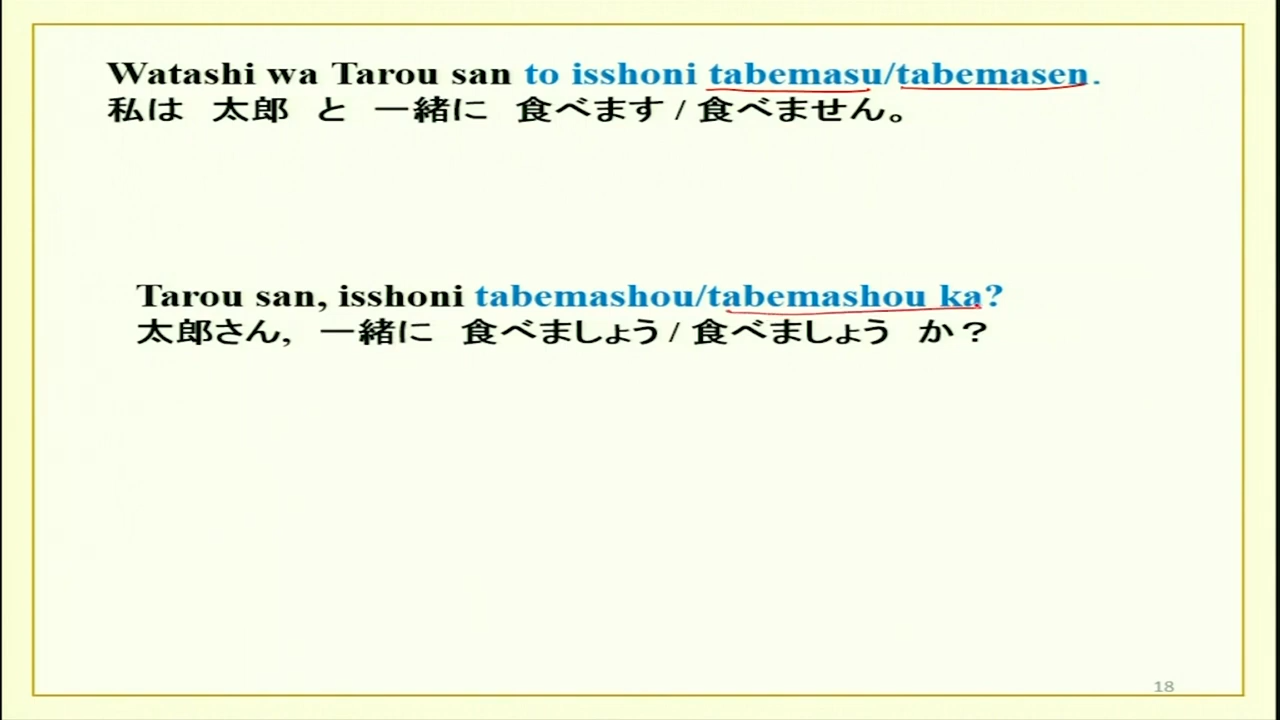 Watashi wa Tarou san to isshoni tabemasu/tabemasen.
私は 太郎 と 一緒に 食べます / 食べません。
Tarou san, isshoni tabemashou/tabemashou ka?
太郎さん, 一緒に 食べましょう / 食べましょう か？
18